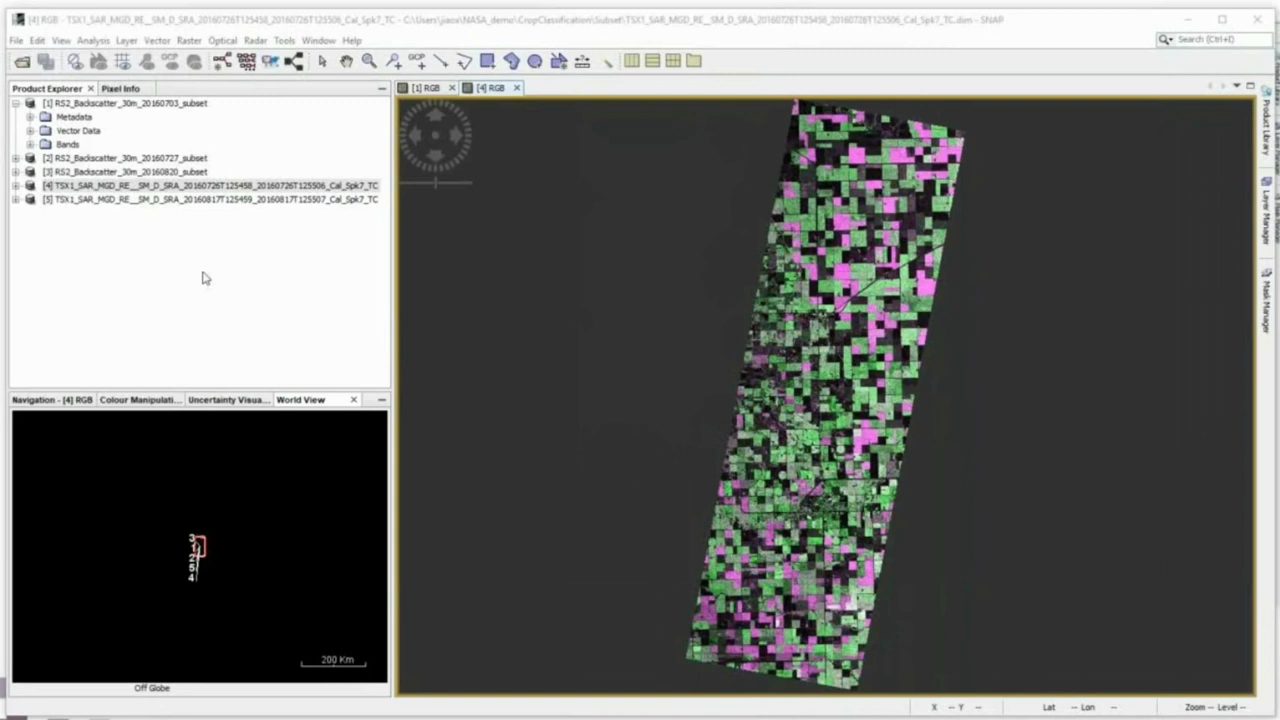 [4] RGB - TSX1_SAR_MGD_RE__SM_D_SRA_20160726T125458_20160726T125506_Cal_Spk7_TC - C:\Users\jiaox\NASA_demo\CropClassification\Subset\TSX1_SAR_MGD_RE__SM_D_SRA_20160726T125458_20160726T125506_Cal_Spk7_TC.dim - SNAP
File Edit View Analysis Layer Vector Raster Optical Radar Tools Window Help
Search (Ctrl+I)
GCP GCP
Product Explorer Pixel Info
[1] RGB [4] RGB
[1] RS2_Backscatter_30m_20160703_subset
Metadata
Vector Data
Bands
[2] RS2_Backscatter_30m_20160727_subset
[3] RS2_Backscatter_30m_20160820_subset
[4] TSX1_SAR_MGD_RE__SM_D_SRA_20160726T125458_20160726T125506_Cal_Spk7_TC
[5] TSX1_SAR_MGD_RE__SM_D_SRA_20160817T125459_20160817T125507_Cal_Spk7_TC
Product Library
Layer Manager
Mask Manager
Navigation - [4] RGB Colour Manipulati... Uncertainty Visua... World View
3
1
2
5
4
200 Km
Off Globe
X -- Y -- Lat -- Lon -- Zoom -- Level --